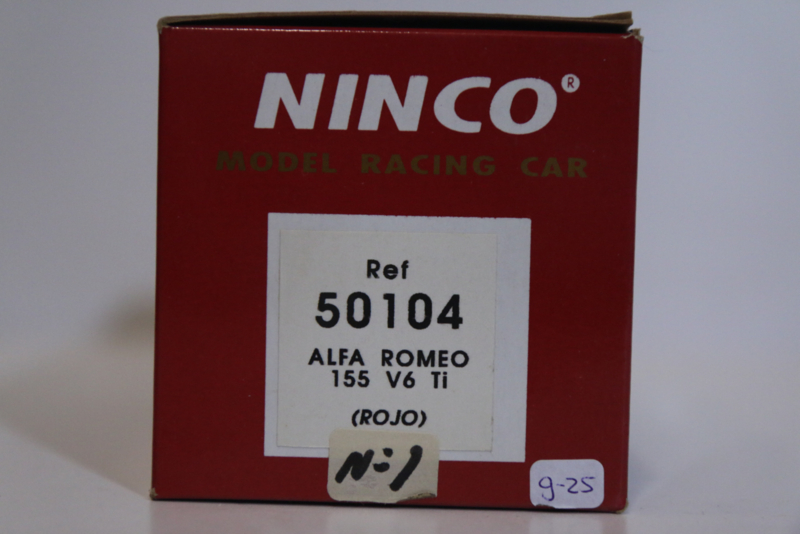 NINCO®
MODEL RACING CAR
Ref
50104
ALFA ROMEO
155 V6 Ti
(ROJO)
N=1
9-25